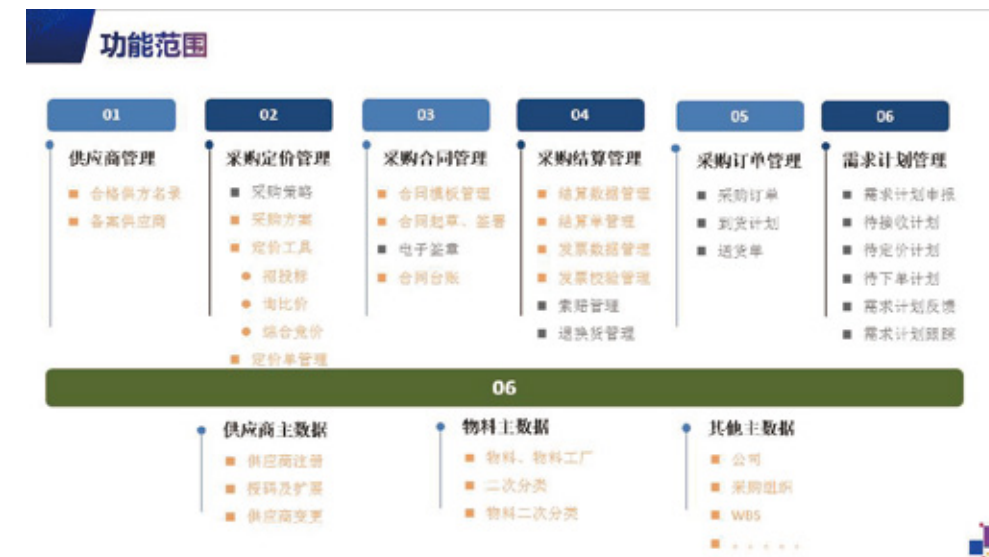 功能范围
01
供应商管理
合格供方名录
备案供应商
02
采购定价管理
采购策略
采购方案
定价工具
招投标
询比价
综合竞价
定价单管理
03
采购合同管理
合同模板管理
合同起草、签署
电子签章
合同台账
04
采购结算管理
结算数据管理
结算单管理
发票数据管理
发票校验管理
索赔管理
退换货管理
05
采购订单管理
采购订单
到货计划
送货单
06
需求计划管理
需求计划申报
待接收计划
待定价计划
待下单计划
需求计划反馈
需求计划跟踪
06
供应商主数据
供应商注册
授码及扩展
供应商变更
物料主数据
物料、物料工厂
二次分类
物料二次分类
其他主数据
公司
采购组织
WBS
。。。。。